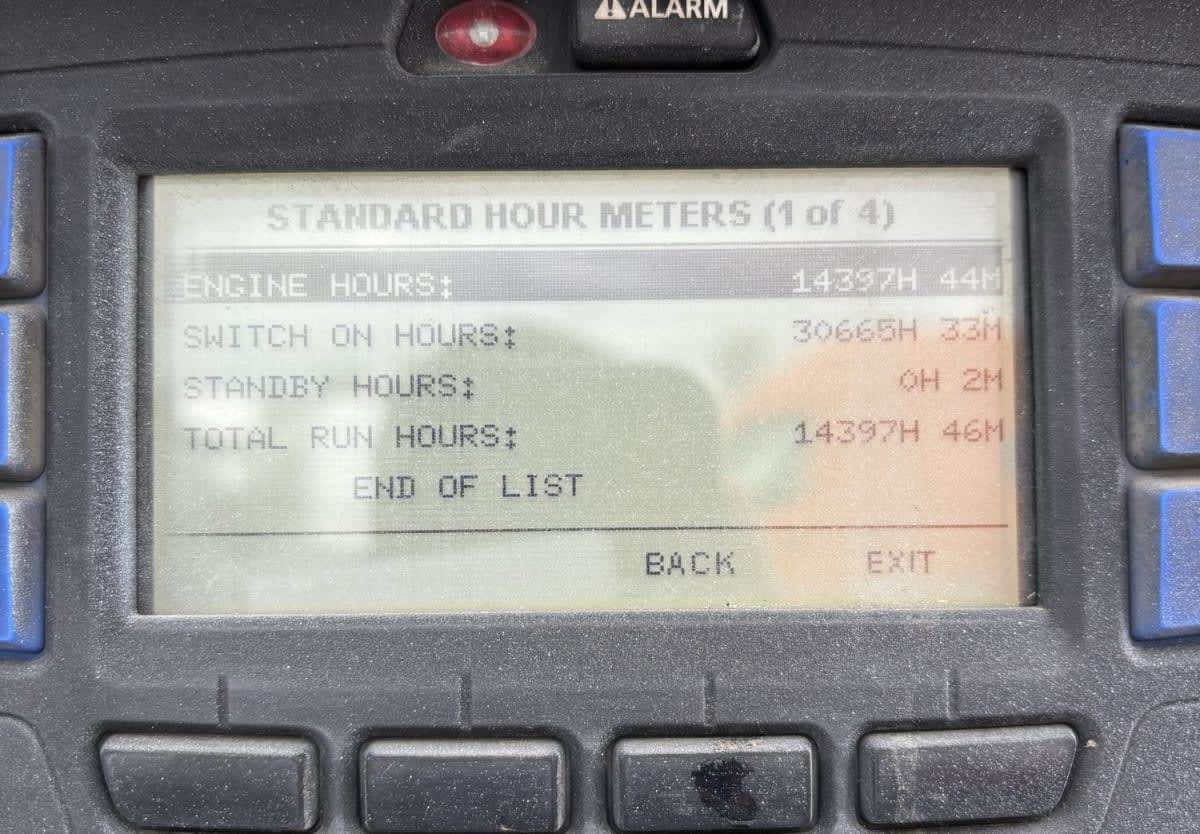 ⚠ALARM
STANDARD HOUR METERS (1 of 4)
ENGINE HOURS: 14397H 44M
SWITCH ON HOURS: 30665H 33M
STANDBY HOURS: 0H 2M
TOTAL RUN HOURS: 14397H 46M
END OF LIST
BACK EXIT